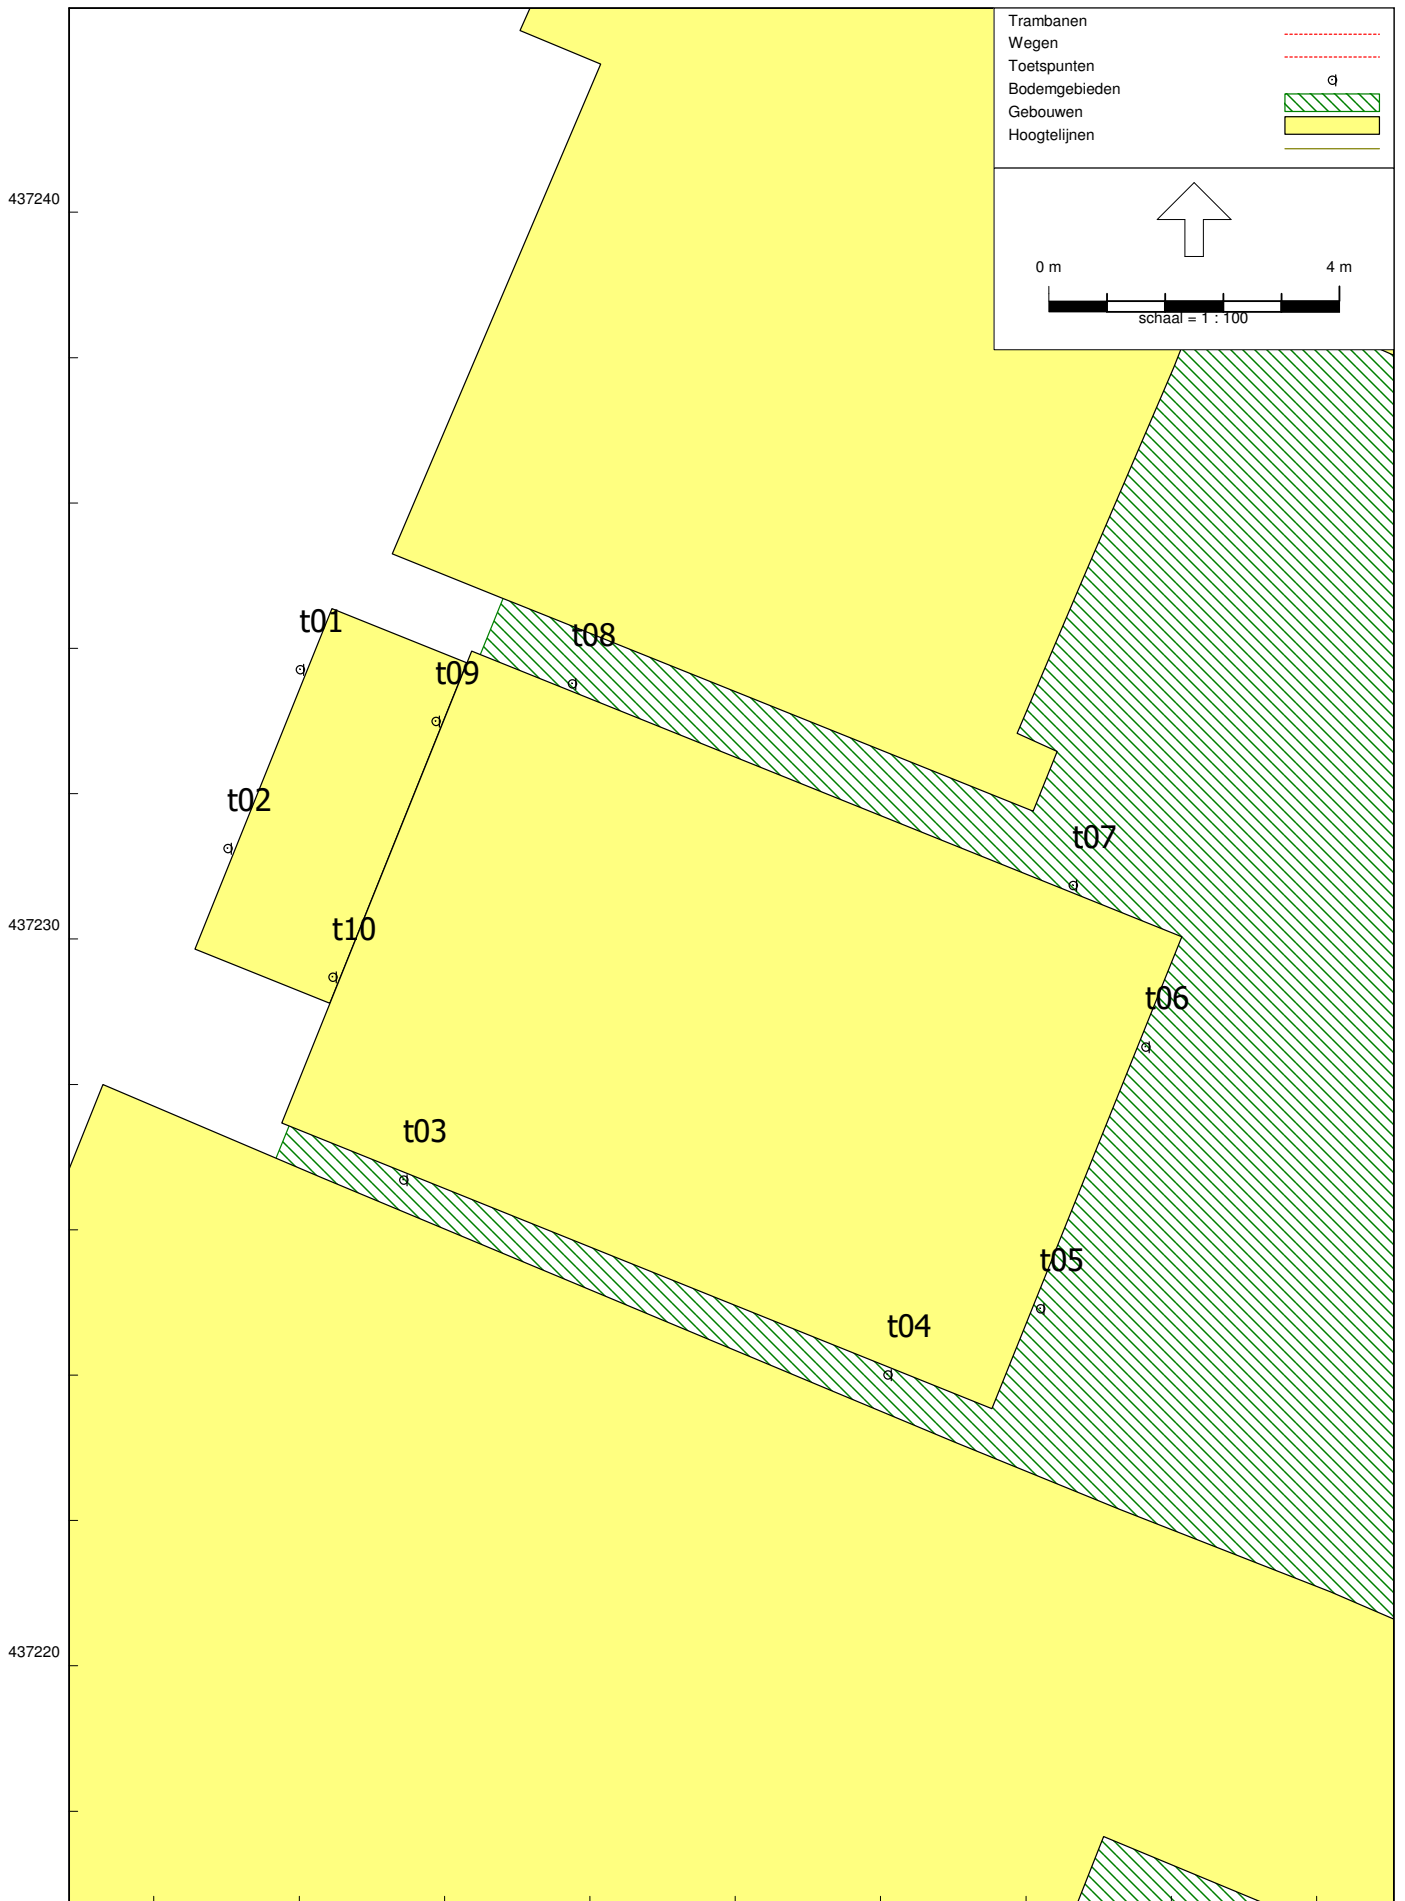 Trambanen
Wegen
Toetspunten
Bodemgebieden
Gebouwen
Hoogtelijnen
437240
0 m 4 m
schaal = 1 : 100
t01
t08
t09
t02
t07
437230
t10
t06
t03
t05
t04
437220